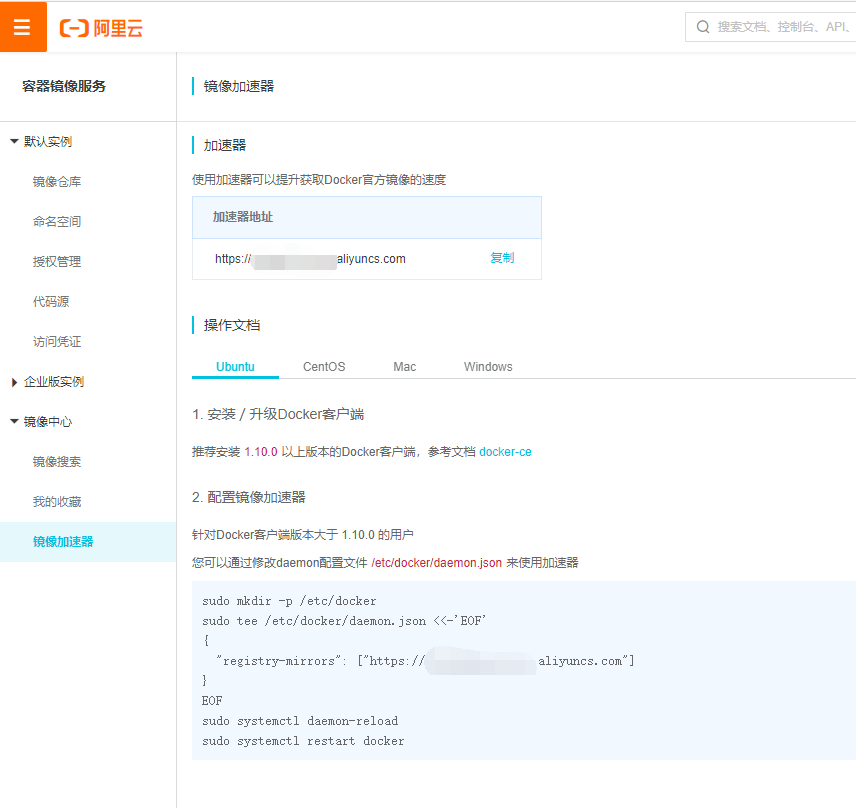 阿里云
搜索文档、控制台、API、
容器镜像服务
镜像加速器
默认实例
镜像仓库
命名空间
授权管理
代码源
访问凭证
企业版实例
镜像中心
镜像搜索
我的收藏
镜像加速器
加速器
使用加速器可以提升获取Docker官方镜像的速度
加速器地址
https:// aliyuncs.com 复制
操作文档
Ubuntu CentOS Mac Windows
1. 安装 / 升级Docker客户端
推荐安装 1.10.0 以上版本的Docker客户端，参考文档 docker-ce
2. 配置镜像加速器
针对Docker客户端版本大于 1.10.0 的用户
您可以通过修改daemon配置文件 /etc/docker/daemon.json 来使用加速器
sudo mkdir -p /etc/docker
sudo tee /etc/docker/daemon.json <<-'EOF'
{
"registry-mirrors": ["https:// aliyuncs.com"]
}
EOF
sudo systemctl daemon-reload
sudo systemctl restart docker